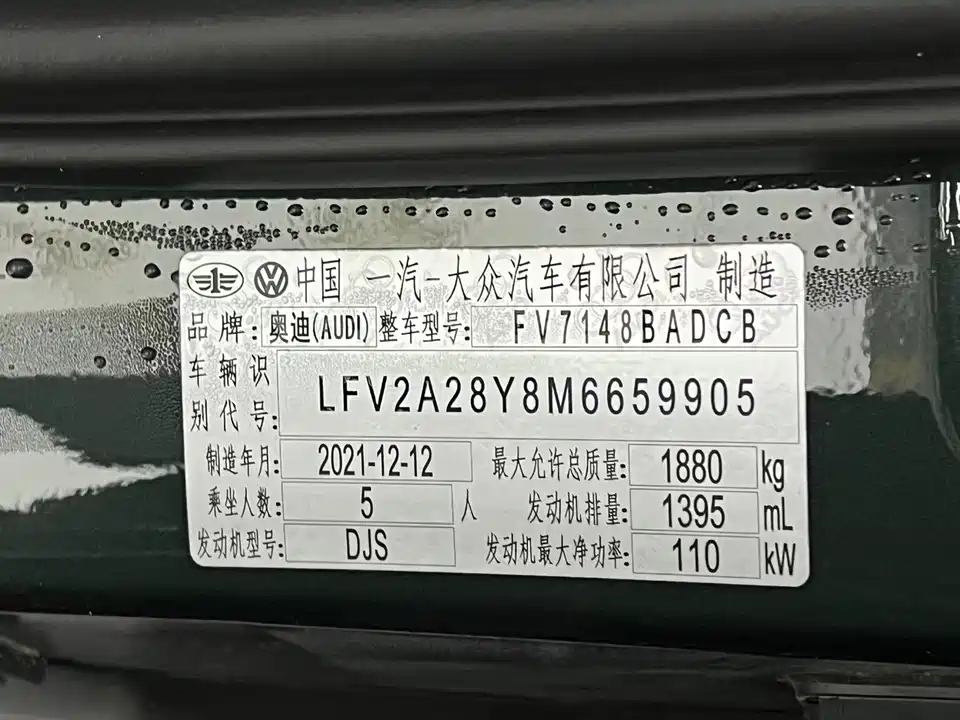 中国 一汽-大众汽车有限公司 制造
品牌: 奥迪(AUDI) 整车型号: FV7148BADCB
车辆识别代号: LFV2A28Y8M6659905
制造年月: 2021-12-12 最大允许总质量: 1880 kg
乘坐人数: 5 人 发动机排量: 1395 mL
发动机型号: DJS 发动机最大净功率: 110 kW